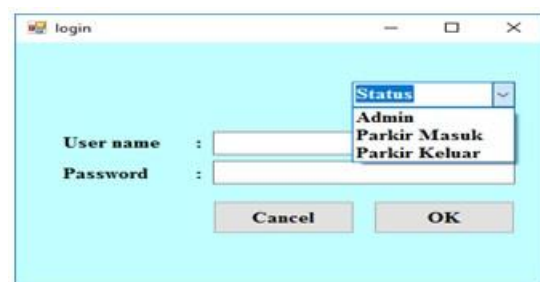 login
Status
Admin
Parkir Masuk
Parkir Keluar
User name :
Password :
Cancel OK